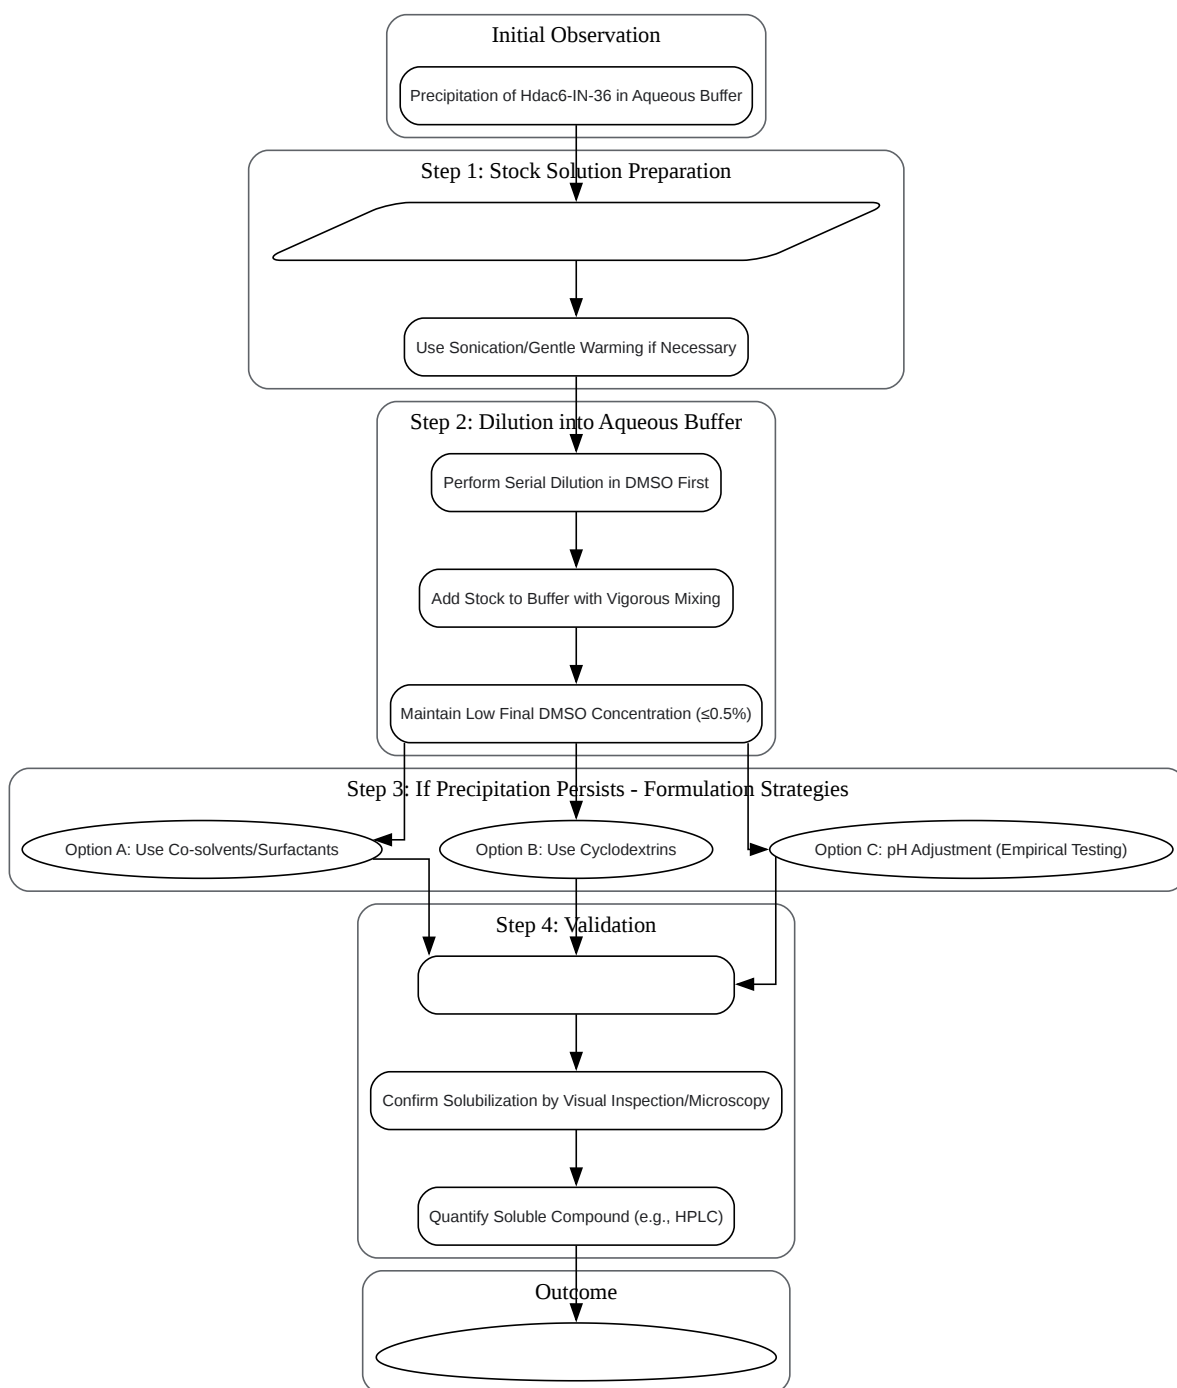 Initial Observation
Precipitation of Hdac6-IN-36 in Aqueous Buffer
Step 1: Stock Solution Preparation
Use Sonication/Gentle Warming if Necessary
Step 2: Dilution into Aqueous Buffer
Perform Serial Dilution in DMSO First
Add Stock to Buffer with Vigorous Mixing
Maintain Low Final DMSO Concentration (≤0.5%)
Step 3: If Precipitation Persists - Formulation Strategies
Option A: Use Co-solvents/Surfactants
Option B: Use Cyclodextrins
Option C: pH Adjustment (Empirical Testing)
Step 4: Validation
Confirm Solubilization by Visual Inspection/Microscopy
Quantify Soluble Compound (e.g., HPLC)
Outcome